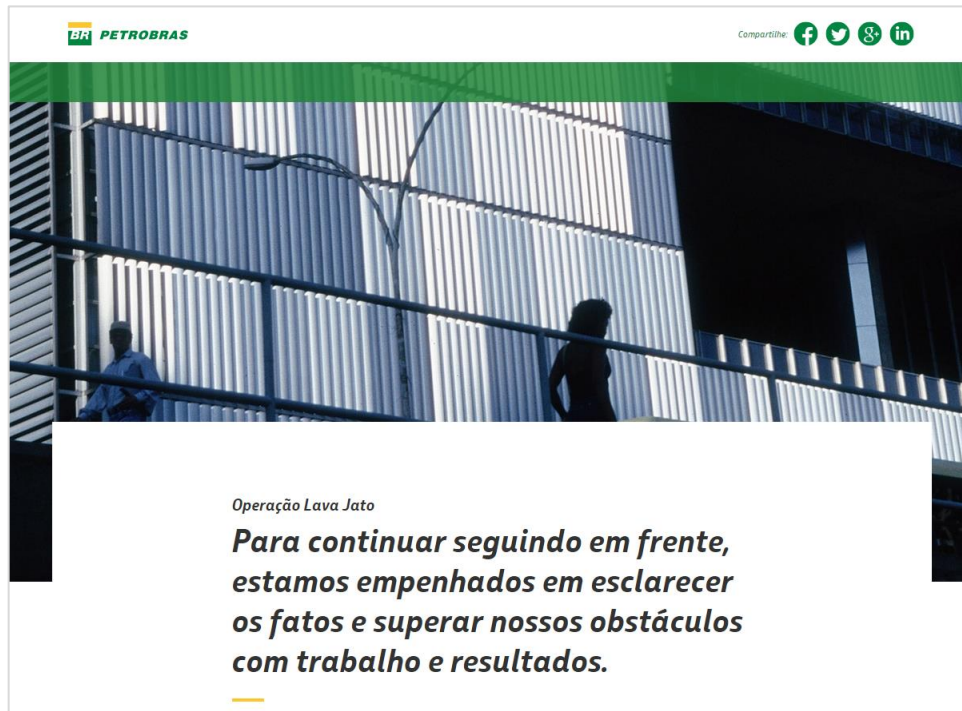 BR PETROBRAS
Compartilhe:
Operação Lava Jato
Para continuar seguindo em frente,
estamos empenhados em esclarecer
os fatos e superar nossos obstáculos
com trabalho e resultados.